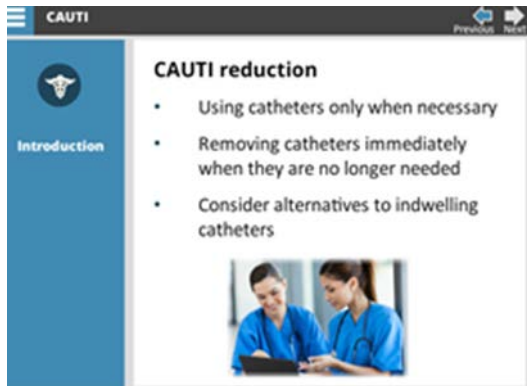 CAUTI
Previous Next
Introduction
CAUTI reduction
• Using catheters only when necessary
• Removing catheters immediately
when they are no longer needed
• Consider alternatives to indwelling
catheters